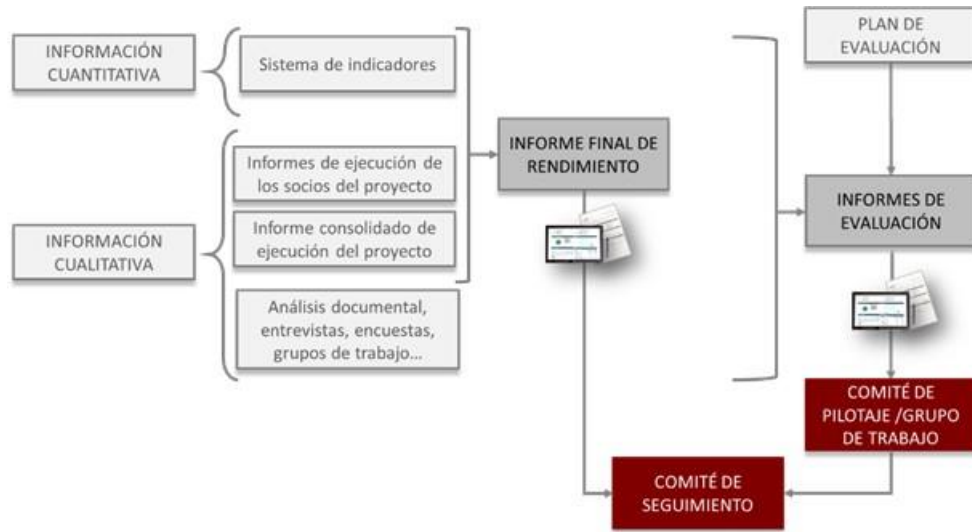 INFORMACIÓN
CUANTITATIVA
Sistema de indicadores
INFORMACIÓN
CUALITATIVA
Informes de ejecución de
los socios del proyecto
Informe consolidado de
ejecución del proyecto
Análisis documental,
entrevistas, encuestas,
grupos de trabajo...
INFORME FINAL DE
RENDIMIENTO
PLAN DE
EVALUACIÓN
INFORMES DE
EVALUACIÓN
COMITÉ DE
PILOTAJE /GRUPO
DE TRABAJO
COMITÉ DE
SEGUIMIENTO